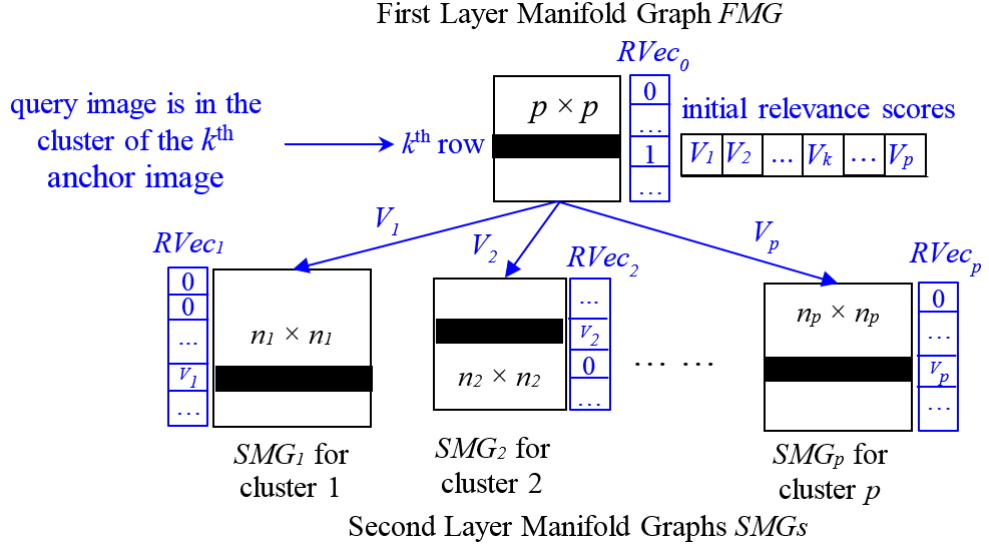 First Layer Manifold Graph FMG
RVec₀
query image is in the
cluster of the kᵗʰ
anchor image
kᵗʰ row
p × p
0
...
1
...
initial relevance scores
V₁ V₂ ... Vₖ ... Vₚ
V₁
V₂
Vₚ
RVec₁
0
0
...
V₁
...
n₁ × n₁
RVec₂
...
V₂
0
...
n₂ × n₂
... ...
RVecₚ
0
...
Vₚ
...
nₚ × nₚ
SMG₁ for
cluster 1
SMG₂ for
cluster 2
SMGₚ for
cluster p
Second Layer Manifold Graphs SMGs